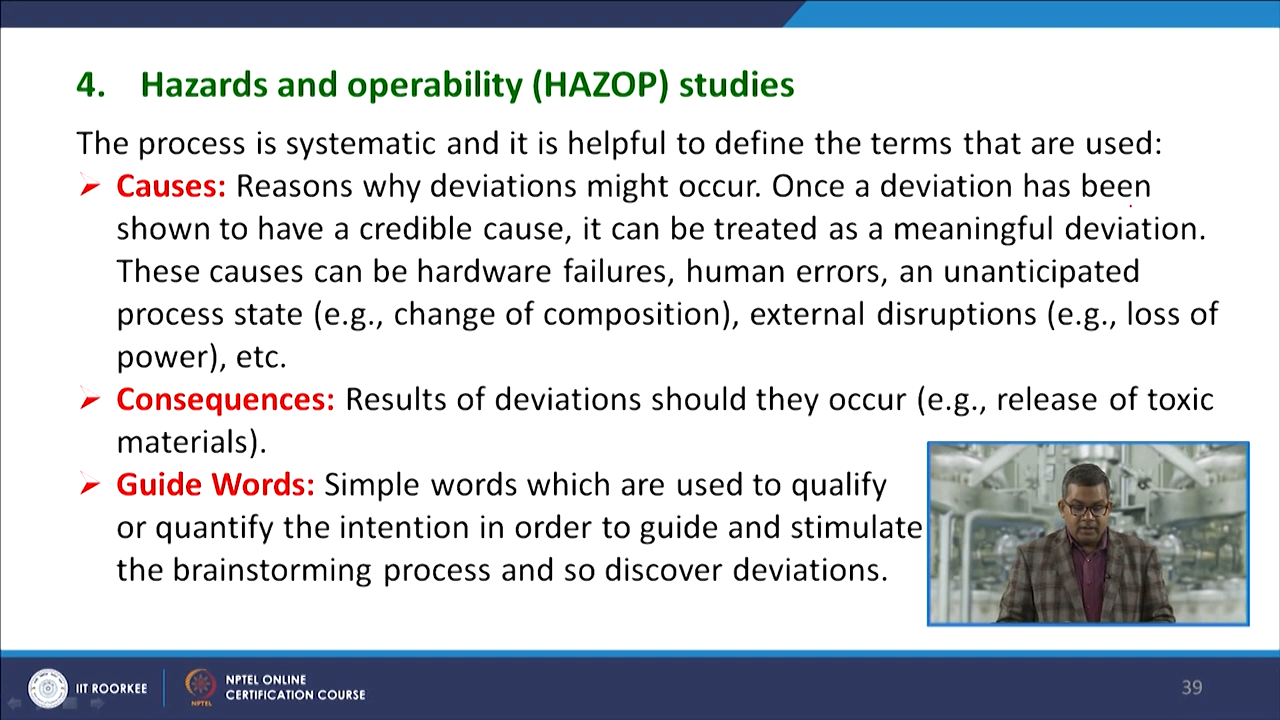 4. Hazards and operability (HAZOP) studies
The process is systematic and it is helpful to define the terms that are used:
Causes: Reasons why deviations might occur. Once a deviation has been
shown to have a credible cause, it can be treated as a meaningful deviation.
These causes can be hardware failures, human errors, an unanticipated
process state (e.g., change of composition), external disruptions (e.g., loss of
power), etc.
Consequences: Results of deviations should they occur (e.g., release of toxic
materials).
Guide Words: Simple words which are used to qualify
or quantify the intention in order to guide and stimulate
the brainstorming process and so discover deviations.
IIT ROORKEE
NPTEL
NPTEL ONLINE
CERTIFICATION COURSE
39